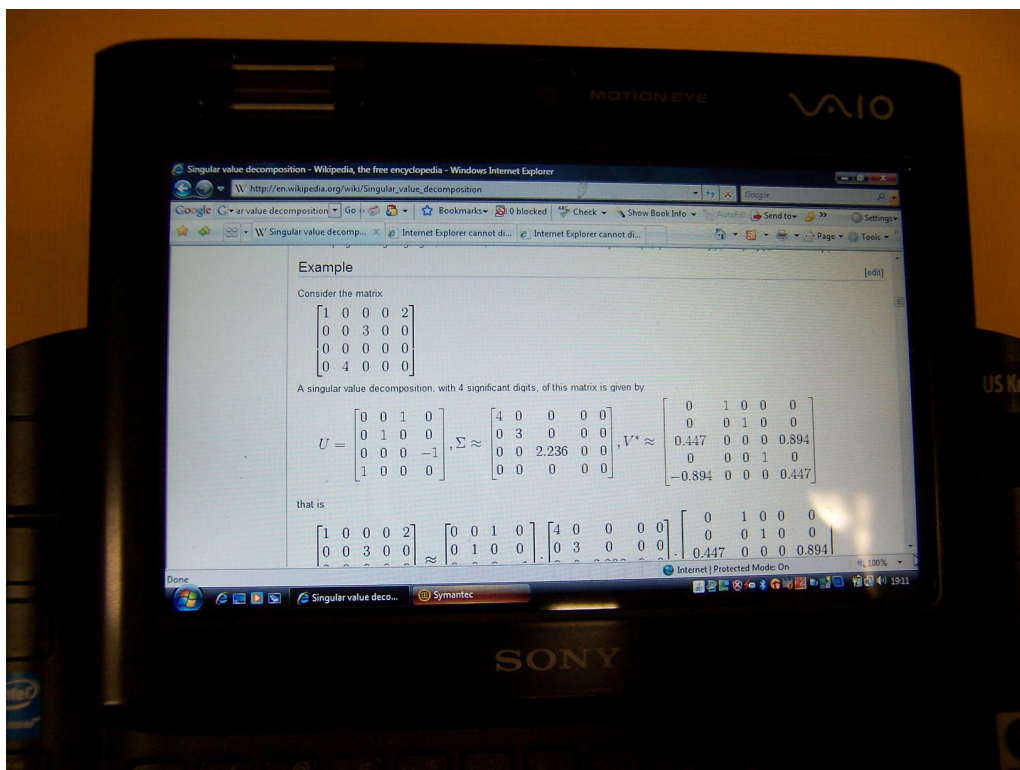 MOTION EYE
VAIO
Singular value decomposition - Wikipedia, the free encyclopedia - Windows Internet Explorer
W http://en.wikipedia.org/wiki/Singular_value_decomposition
Google
Google G ar value decomposition Go Bookmarks 0 blocked ABC Check Show Book Info AutoFill Send to Settings
W Singular value decomp... X Internet Explorer cannot di... Internet Explorer cannot di... Page Tools
Example [edit]
Consider the matrix
[1 0 0 0 2]
[0 0 3 0 0]
[0 0 0 0 0]
[0 4 0 0 0]
A singular value decomposition, with 4 significant digits, of this matrix is given by
U = [0 0 1 0; 0 1 0 0; 0 0 0 −1; 1 0 0 0], Σ ≈ [4 0 0 0 0; 0 3 0 0 0; 0 0 2.236 0 0; 0 0 0 0 0], V* ≈ [0 1 0 0 0; 0 0 1 0 0; 0.447 0 0 0 0.894; 0 0 0 1 0; −0.894 0 0 0 0.447]
that is
[1 0 0 0 2] [0 0 1 0] [4 0 0 0 0] [0 1 0 0 0]
[0 0 3 0 0] ≈ [0 1 0 0] · [0 3 0 0 0] · [0 0 1 0 0]
0.447 0 0 0 0.894
Done Internet | Protected Mode: On 100%
Singular value deco... Symantec 19:11
SONY
US
intel